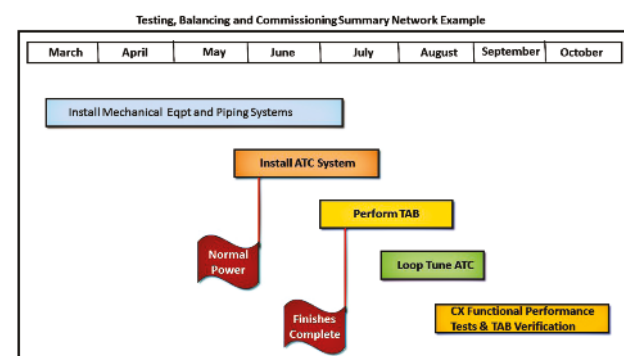 Testing, Balancing and Commissioning Summary Network Example
March April May June July August September October
Install Mechanical Eqpt and Piping Systems
Install ATC System
Perform TAB
Normal
Power
Loop Tune ATC
Finishes
Complete
CX Functional Performance
Tests & TAB Verification